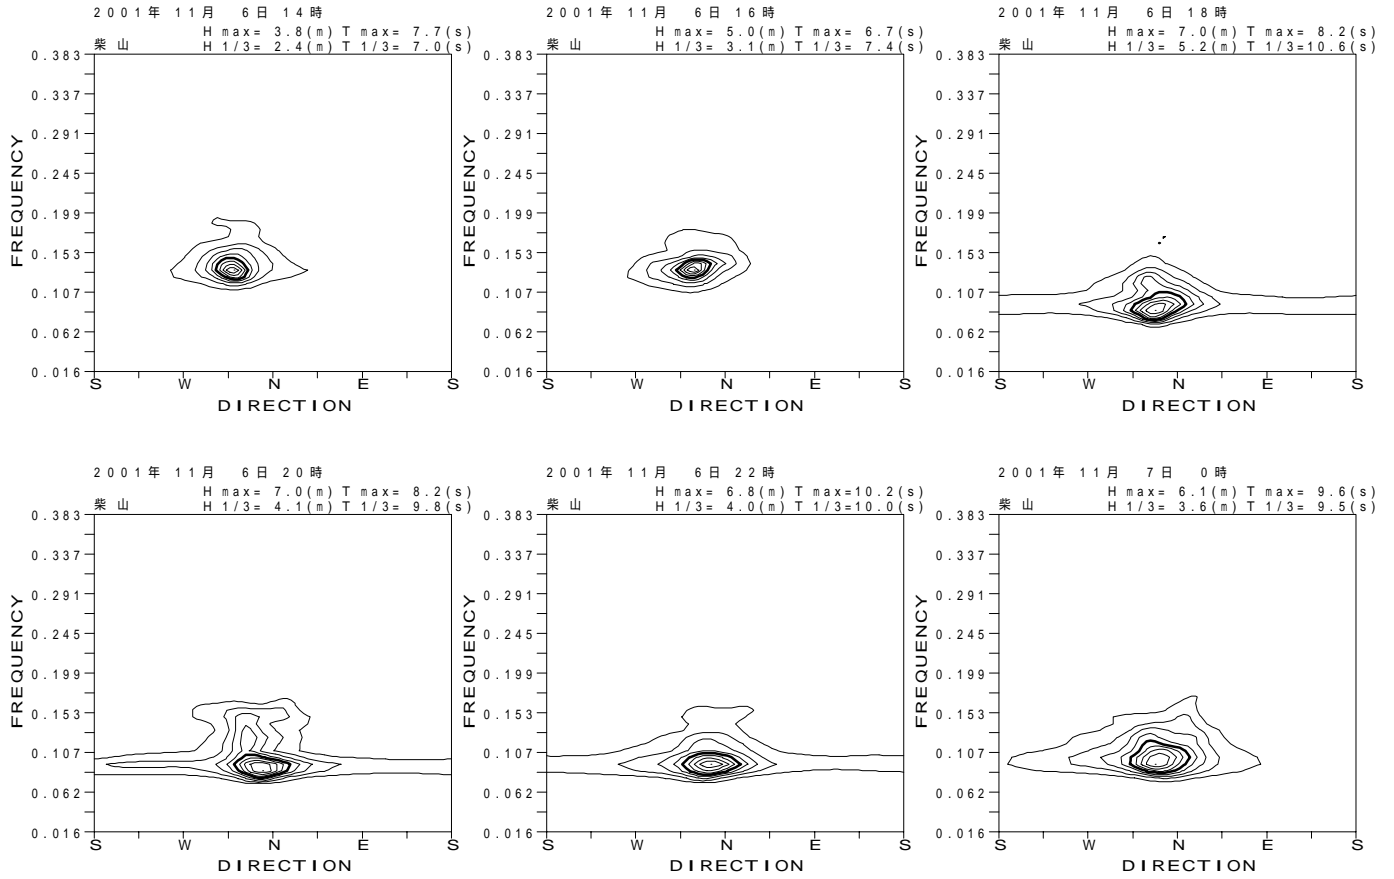 2001年 11月 6日 14時
H max= 3.8(m) T max= 7.7(s)
柴山 H 1/3= 2.4(m) T 1/3= 7.0(s)
0.383
0.337
0.291
0.245
0.199
0.153
0.107
0.062
0.016
FREQUENCY
S W N E S
DIRECTION
2001年 11月 6日 16時
H max= 5.0(m) T max= 6.7(s)
柴山 H 1/3= 3.1(m) T 1/3= 7.4(s)
0.383
0.337
0.291
0.245
0.199
0.153
0.107
0.062
0.016
FREQUENCY
S W N E S
DIRECTION
2001年 11月 6日 18時
H max= 7.0(m) T max= 8.2(s)
柴山 H 1/3= 5.2(m) T 1/3=10.6(s)
0.383
0.337
0.291
0.245
0.199
0.153
0.107
0.062
0.016
FREQUENCY
S W N E S
DIRECTION
2001年 11月 6日 20時
H max= 7.0(m) T max= 8.2(s)
柴山 H 1/3= 4.1(m) T 1/3= 9.8(s)
0.383
0.337
0.291
0.245
0.199
0.153
0.107
0.062
0.016
FREQUENCY
S W N E S
DIRECTION
2001年 11月 6日 22時
H max= 6.8(m) T max=10.2(s)
柴山 H 1/3= 4.0(m) T 1/3=10.0(s)
0.383
0.337
0.291
0.245
0.199
0.153
0.107
0.062
0.016
FREQUENCY
S W N E S
DIRECTION
2001年 11月 7日 0時
H max= 6.1(m) T max= 9.6(s)
柴山 H 1/3= 3.6(m) T 1/3= 9.5(s)
0.383
0.337
0.291
0.245
0.199
0.153
0.107
0.062
0.016
FREQUENCY
S W N E S
DIRECTION